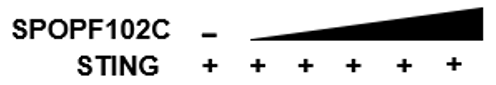 SPOPF102C –
STING + + + + + +